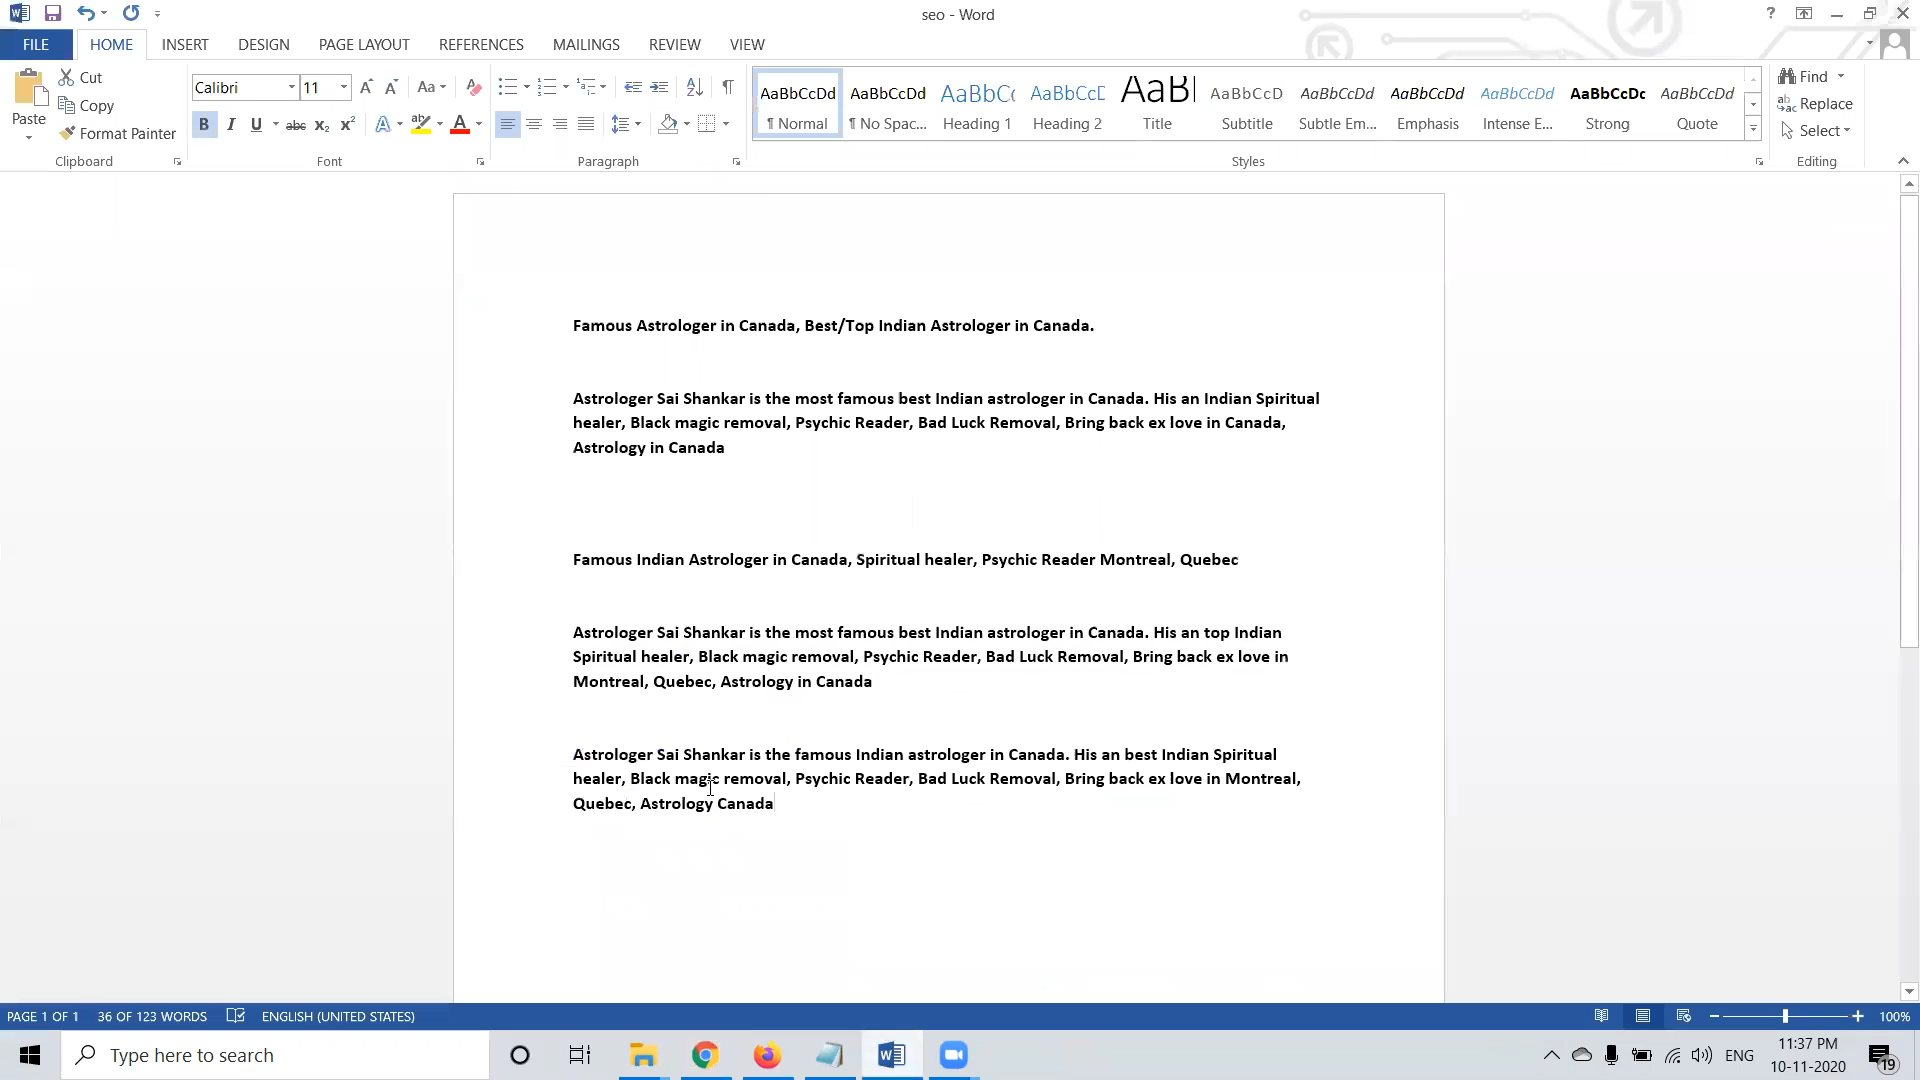 seo - Word
?
FILE
HOME
INSERT
DESIGN
PAGE LAYOUT
REFERENCES
MAILINGS
REVIEW
VIEW
Paste
Cut
Copy
Format Painter
Clipboard
Calibri
11
Font
Paragraph
AaBbCcDd
¶ Normal
AaBbCcDd
¶ No Spac...
Heading 1
Heading 2
Title
AaBbCcD
Subtitle
AaBbCcDd
Subtle Em...
AaBbCcDd
Emphasis
AaBbCcDd
Intense E...
AaBbCcDc
Strong
AaBbCcDd
Quote
Styles
Find
Replace
Select
Editing
Famous Astrologer in Canada, Best/Top Indian Astrologer in Canada.
Astrologer Sai Shankar is the most famous best Indian astrologer in Canada. His an Indian Spiritual
healer, Black magic removal, Psychic Reader, Bad Luck Removal, Bring back ex love in Canada,
Astrology in Canada
Famous Indian Astrologer in Canada, Spiritual healer, Psychic Reader Montreal, Quebec
Astrologer Sai Shankar is the most famous best Indian astrologer in Canada. His an top Indian
Spiritual healer, Black magic removal, Psychic Reader, Bad Luck Removal, Bring back ex love in
Montreal, Quebec, Astrology in Canada
Astrologer Sai Shankar is the famous Indian astrologer in Canada. His an best Indian Spiritual
healer, Black magic removal, Psychic Reader, Bad Luck Removal, Bring back ex love in Montreal,
Quebec, Astrology Canada
PAGE 1 OF 1
36 OF 123 WORDS
ENGLISH (UNITED STATES)
100%
Type here to search
ENG
11:37 PM
10-11-2020
19